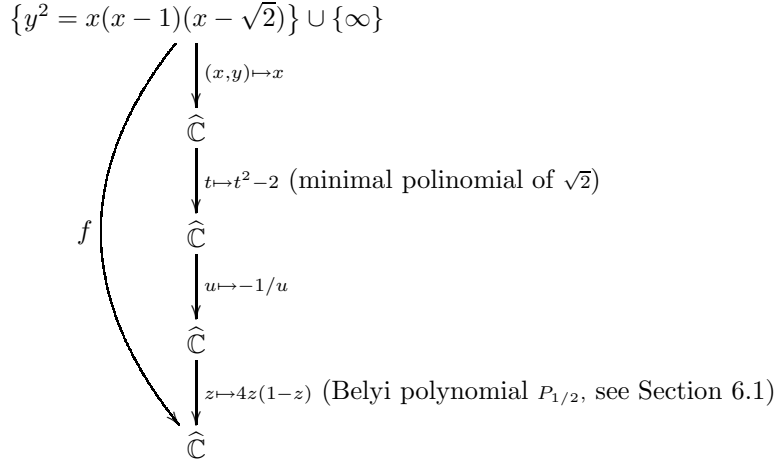 {y² = x(x − 1)(x − √2)} ∪ {∞}
(x,y)↦x
ℂ̂
t↦t²−2 (minimal polinomial of √2)
f
ℂ̂
u↦−1/u
ℂ̂
z↦4z(1−z) (Belyi polynomial P₁/₂, see Section 6.1)
ℂ̂